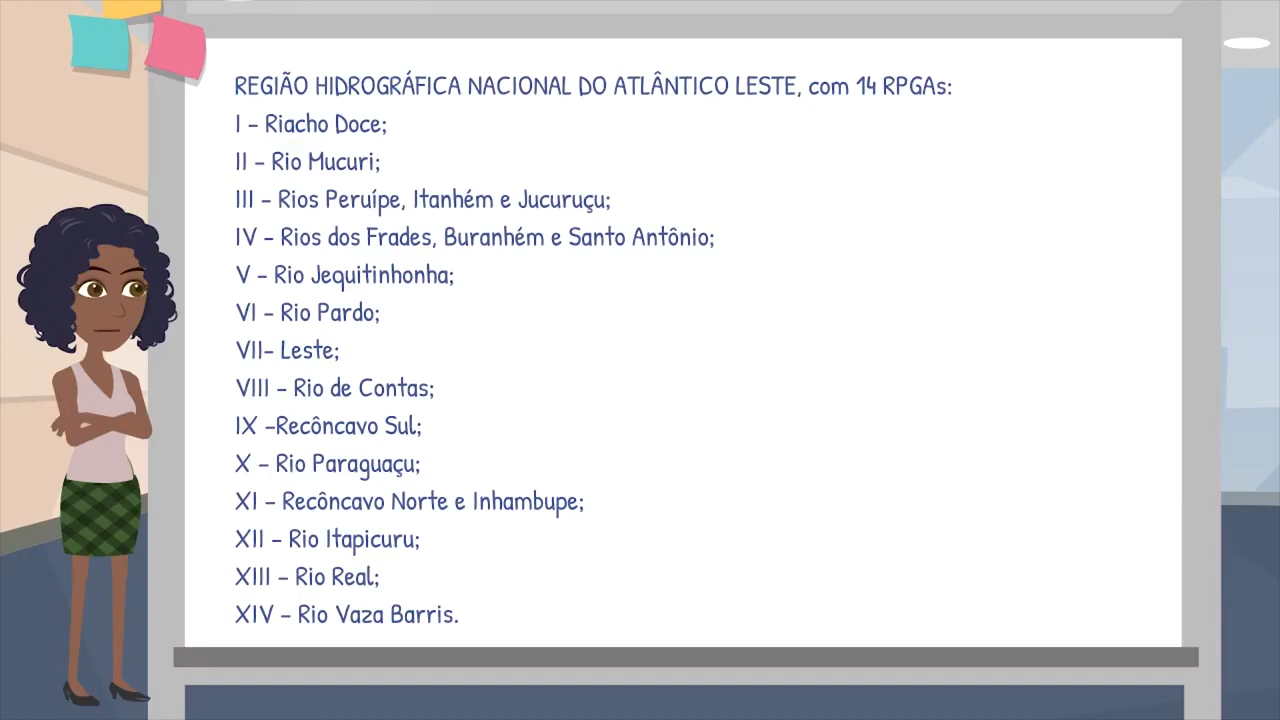 REGIÃO HIDROGRÁFICA NACIONAL DO ATLÂNTICO LESTE, com 14 RPGAs:
I – Riacho Doce;
II – Rio Mucuri;
III – Rios Peruípe, Itanhém e Jucuruçu;
IV – Rios dos Frades, Buranhém e Santo Antônio;
V – Rio Jequitinhonha;
VI – Rio Pardo;
VII– Leste;
VIII – Rio de Contas;
IX –Recôncavo Sul;
X – Rio Paraguaçu;
XI – Recôncavo Norte e Inhambupe;
XII – Rio Itapicuru;
XIII – Rio Real;
XIV – Rio Vaza Barris.